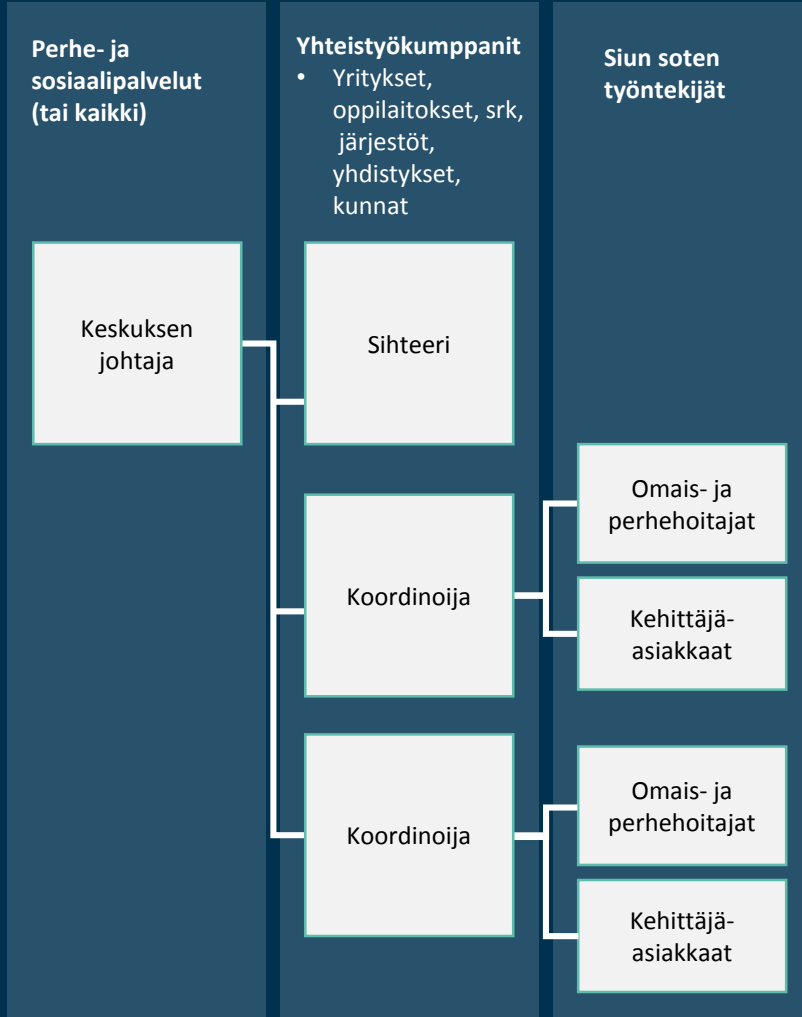 Perhe- ja
sosiaalipalvelut
(tai kaikki)
Yhteistyökumppanit
• Yritykset,
oppilaitokset, srk,
järjestöt,
yhdistykset,
kunnat
Siun soten
työntekijät
Keskuksen
johtaja
Sihteeri
Koordinoija
Omais- ja
perhehoitajat
Kehittäjä-
asiakkaat
Koordinoija
Omais- ja
perhehoitajat
Kehittäjä-
asiakkaat